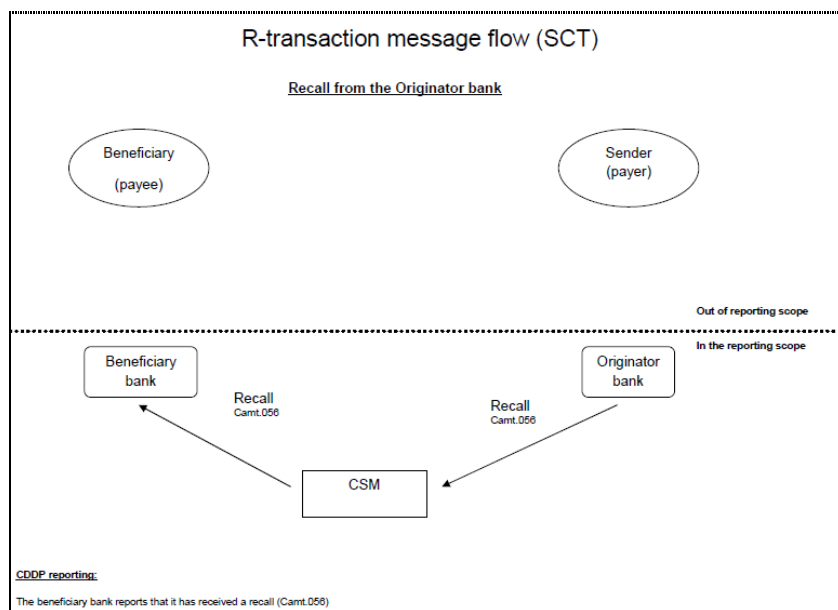 R-transaction message flow (SCT)
Recall from the Originator bank
Beneficiary
(payee)
Sender
(payer)
Out of reporting scope
In the reporting scope
Beneficiary
bank
Originator
bank
Recall
Camt.056
Recall
Camt.056
CSM
CDDP reporting:
The beneficiary bank reports that it has received a recall (Camt.056)